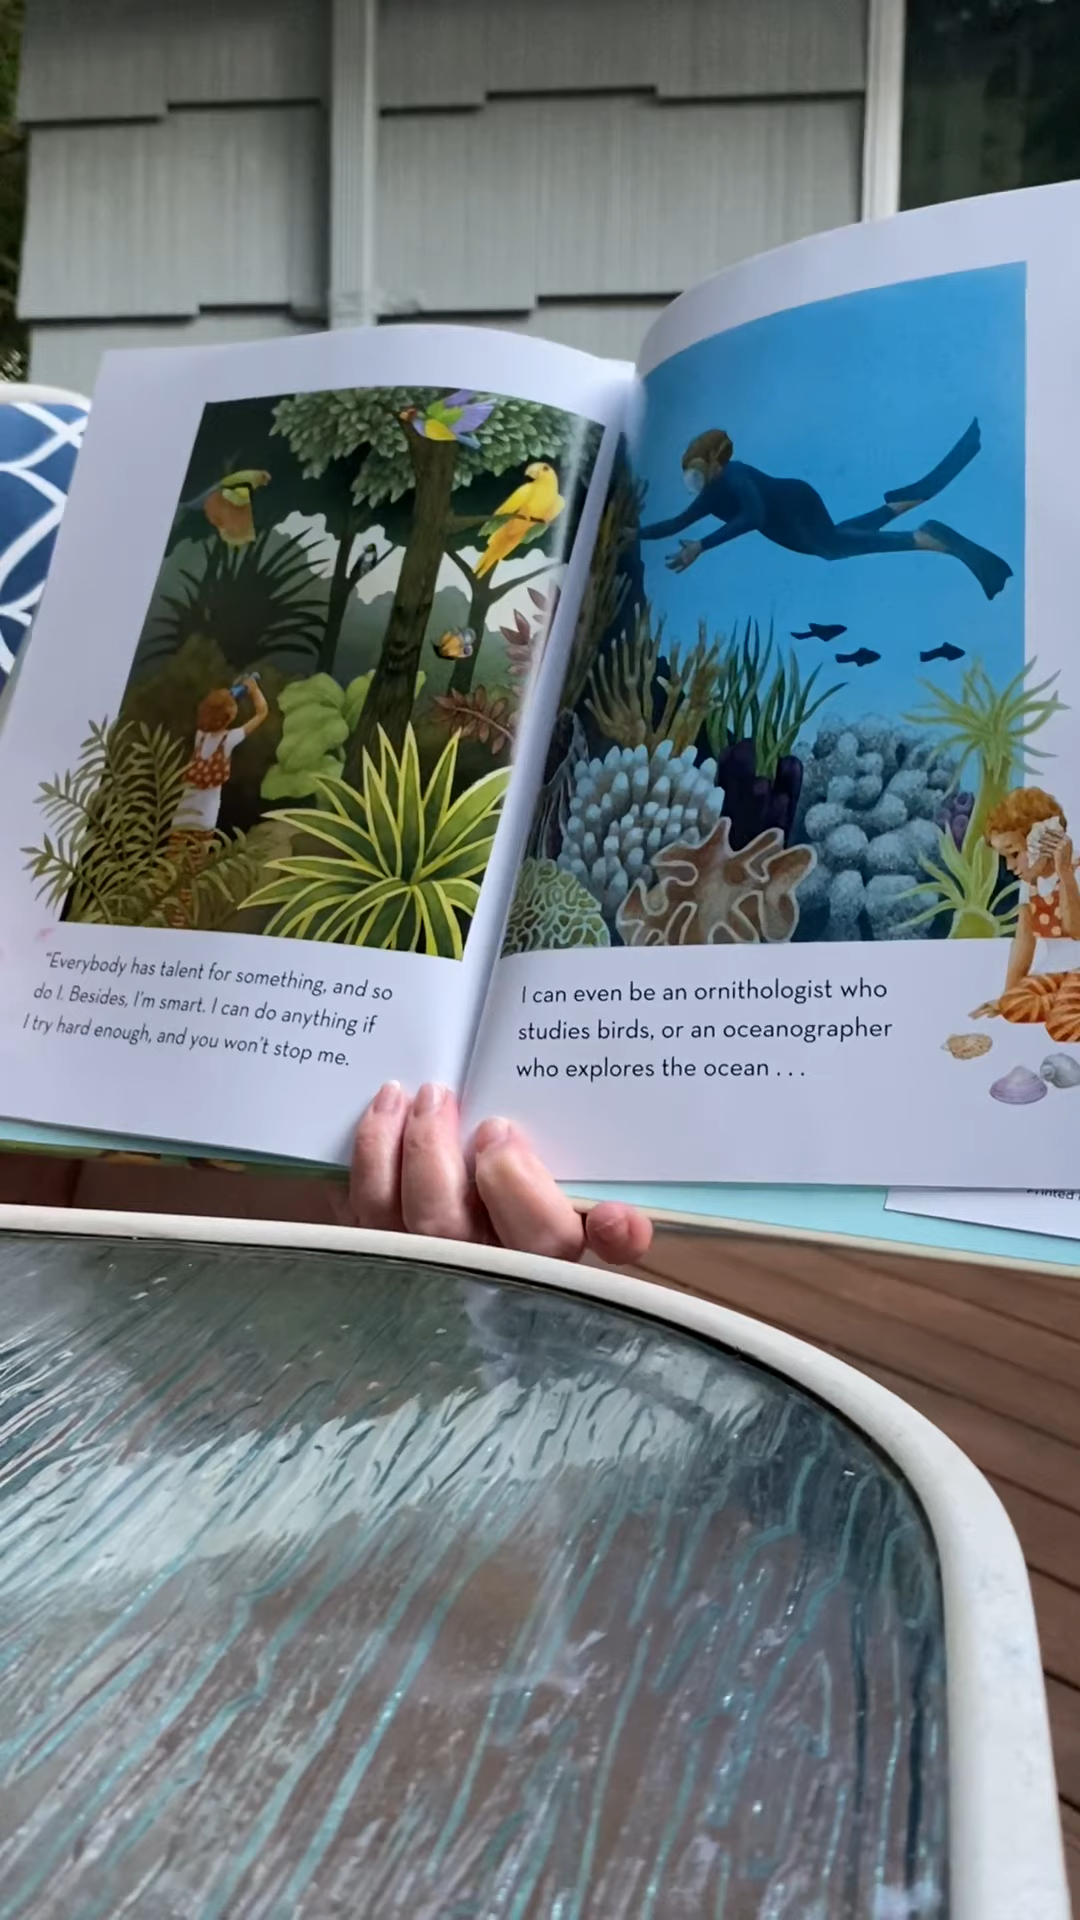 "Everybody has talent for something, and so
do I. Besides, I'm smart. I can do anything if
I try hard enough, and you won't stop me.
I can even be an ornithologist who
studies birds, or an oceanographer
who explores the ocean . . .
Printed